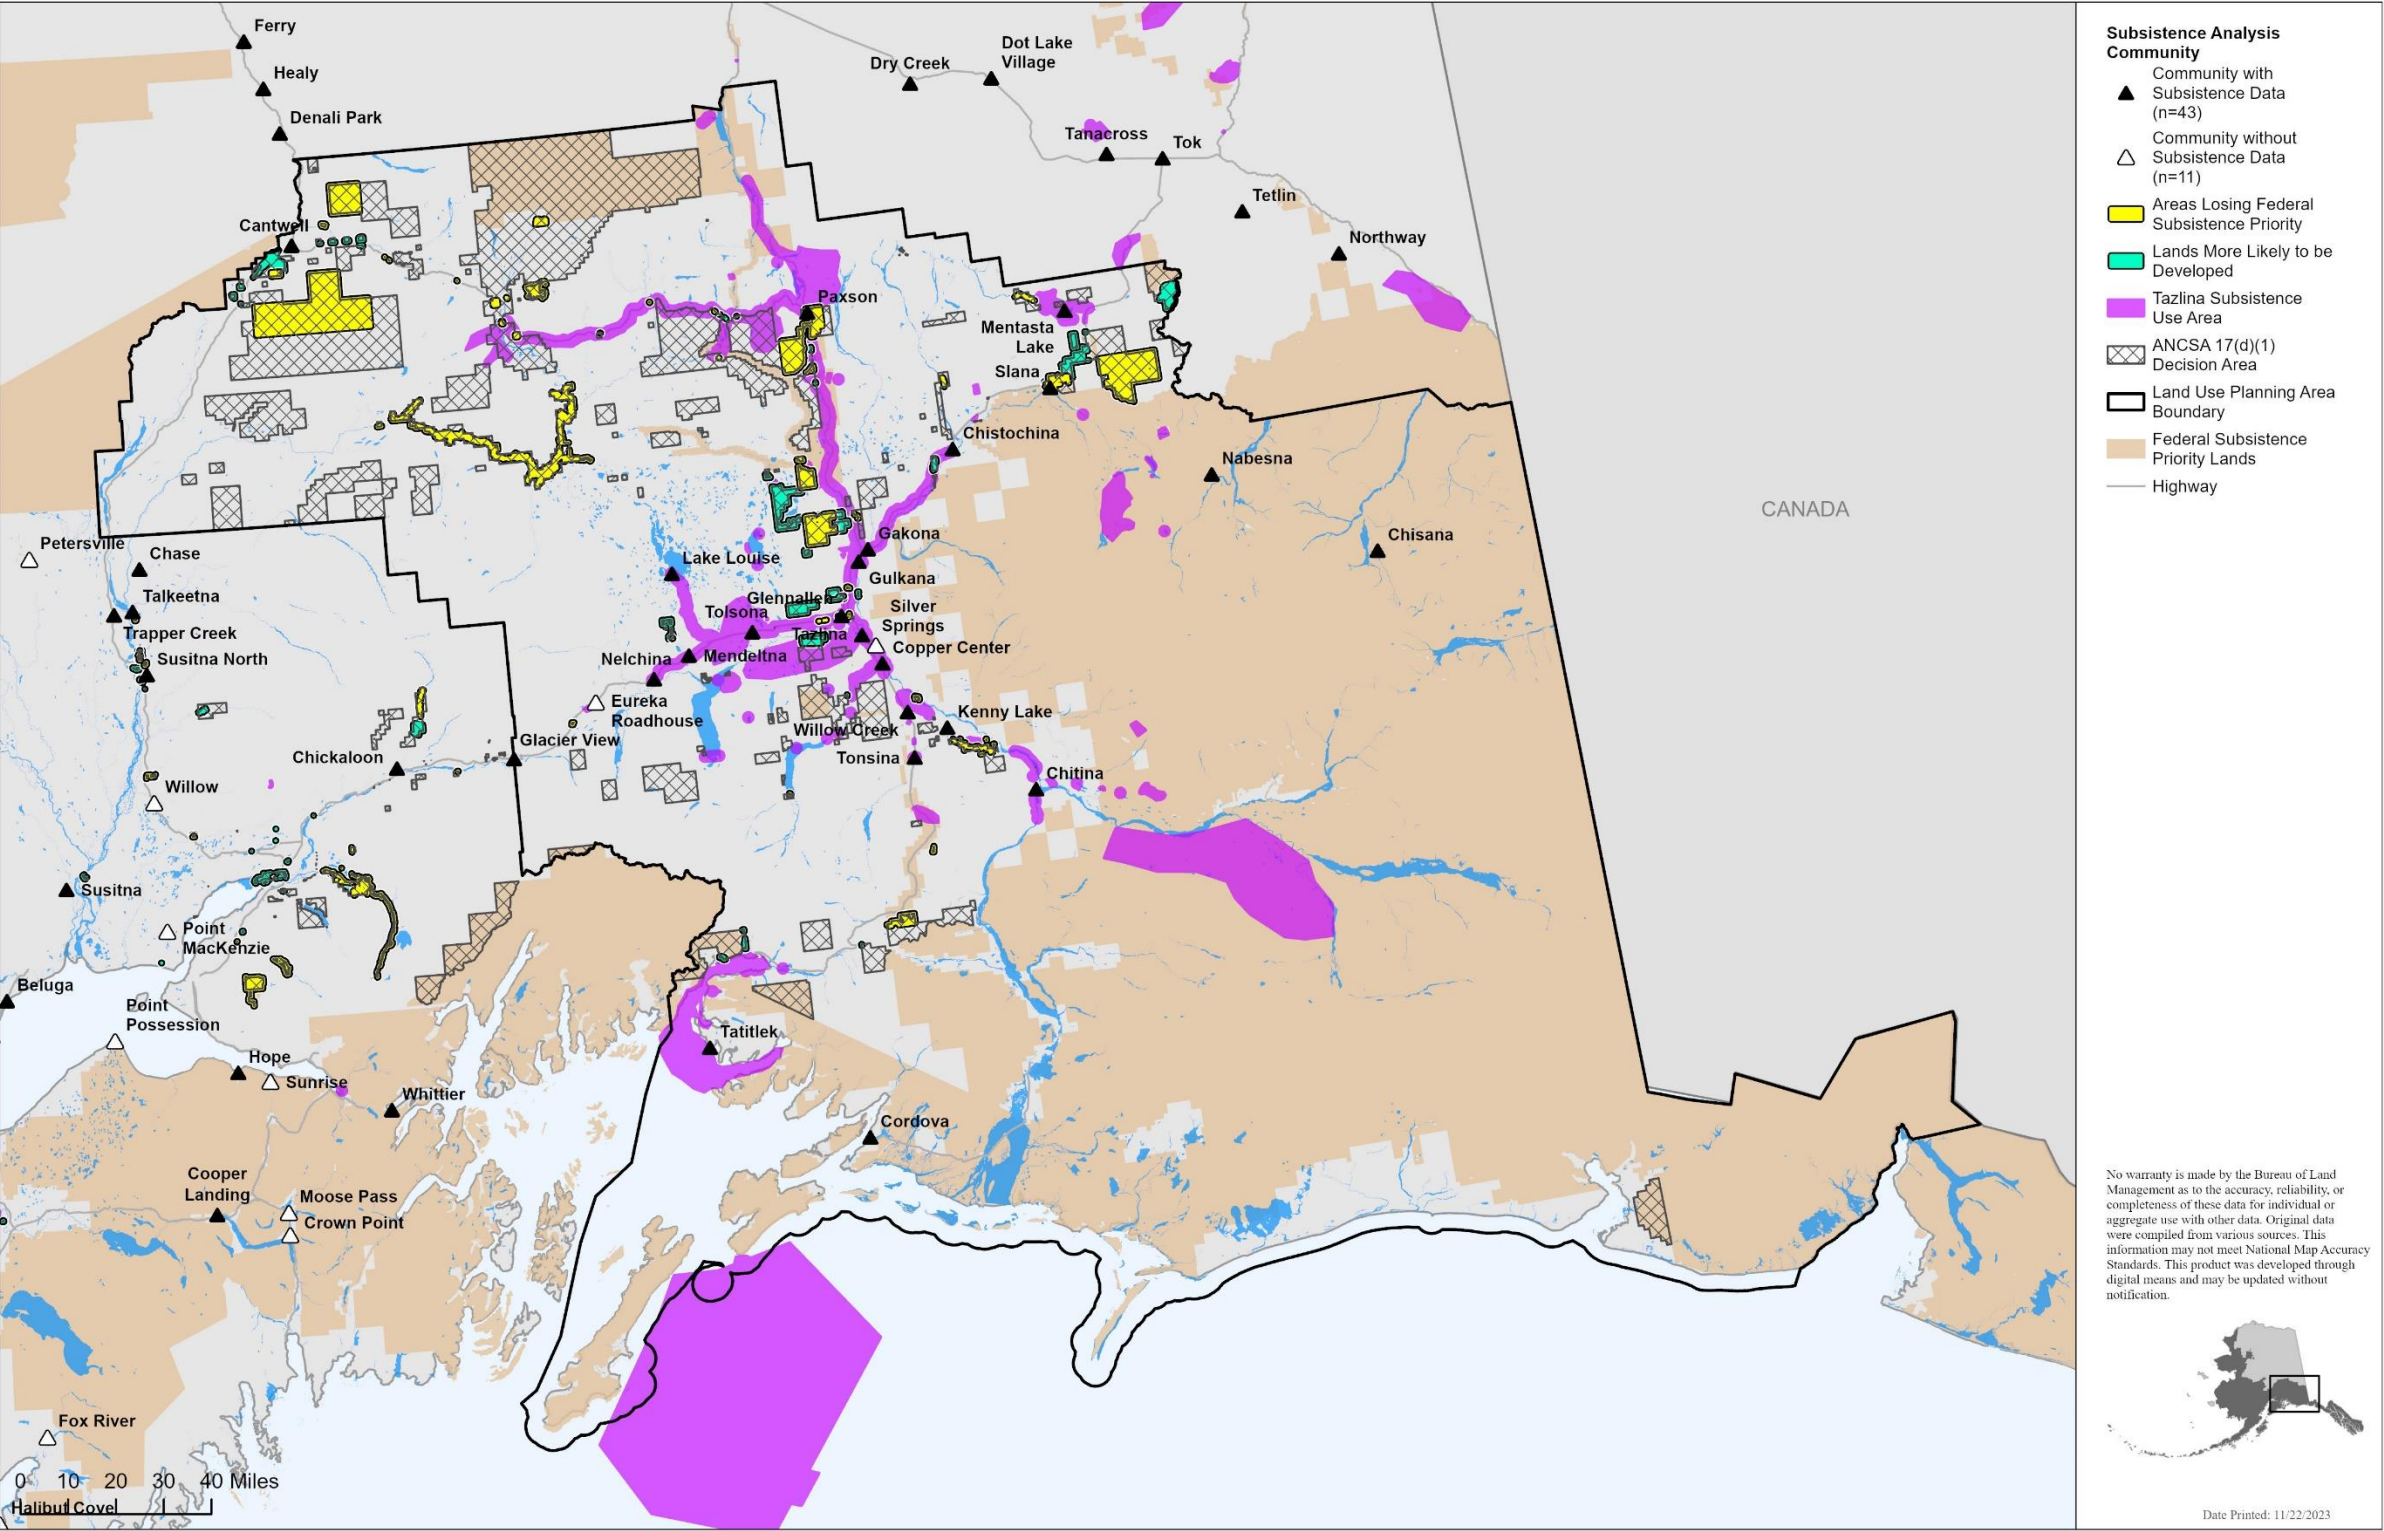 Ferry
Healy
Denali Park
Dry Creek
Dot Lake
Village
Tanacross
Tok
Tetlin
Northway
Cantwell
Paxson
Mentasta
Lake
Slana
Chistochina
Nabesna
CANADA
Chisana
Petersville
Chase
Talkeetna
Trapper Creek
Susitna North
Gakona
Lake Louise
Gulkana
Glennallen
Tolsona
Silver
Springs
Tazlina
Copper Center
Nelchina
Mendeltna
Eureka
Roadhouse
Kenny Lake
Willow Creek
Glacier View
Chickaloon
Tonsina
Chitina
Willow
Susitna
Point
MacKenzie
Beluga
Point
Possession
Hope
Sunrise
Whittier
Tatitlek
Cordova
Cooper
Landing
Moose Pass
Crown Point
Fox River
0 10 20 30 40 Miles
Halibut Cove
Subsistence Analysis
Community
Community with
Subsistence Data
(n=43)
Community without
Subsistence Data
(n=11)
Areas Losing Federal
Subsistence Priority
Lands More Likely to be
Developed
Tazlina Subsistence
Use Area
ANCSA 17(d)(1)
Decision Area
Land Use Planning Area
Boundary
Federal Subsistence
Priority Lands
Highway
No warranty is made by the Bureau of Land
Management as to the accuracy, reliability, or
completeness of these data for individual or
aggregate use with other data. Original data
were compiled from various sources. This
information may not meet National Map Accuracy
Standards. This product was developed through
digital means and may be updated without
notification.
Date Printed: 11/22/2023